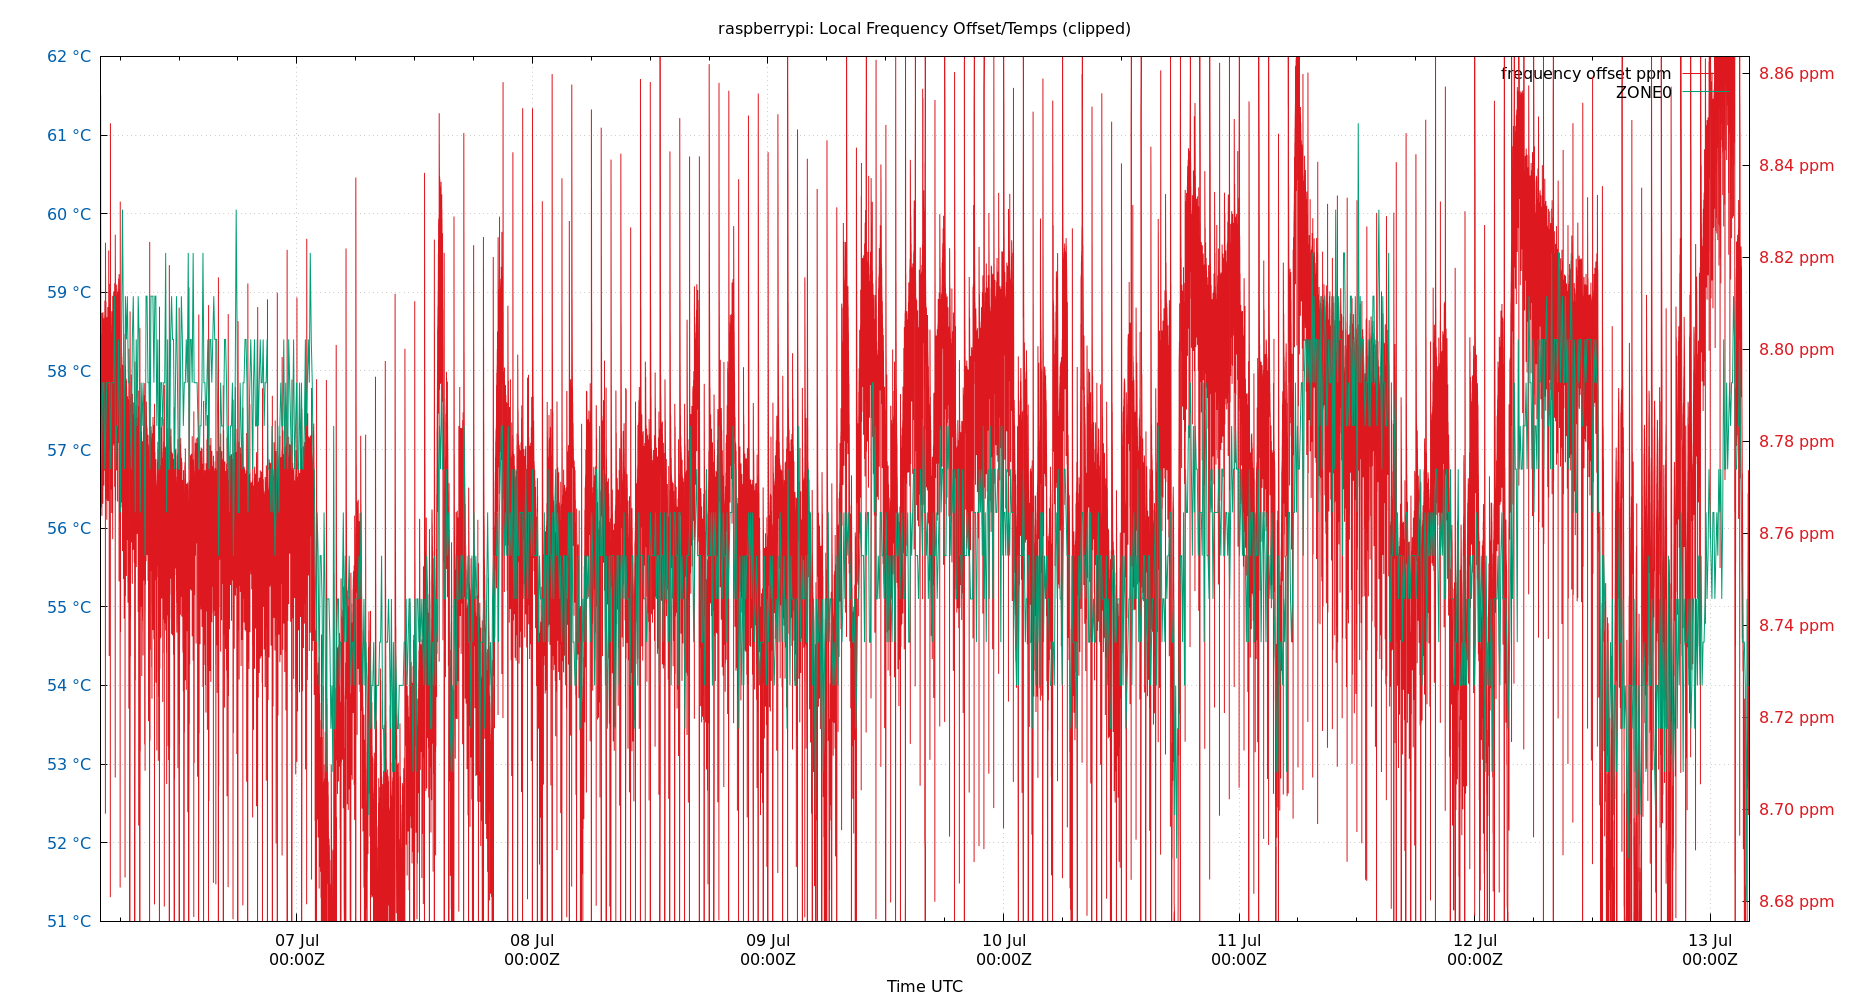 raspberrypi: Local Frequency Offset/Temps (clipped)
62 °C
61 °C
60 °C
59 °C
58 °C
57 °C
56 °C
55 °C
54 °C
53 °C
52 °C
51 °C
frequency offset ppm
ZONE0
8.86 ppm
8.84 ppm
8.82 ppm
8.80 ppm
8.78 ppm
8.76 ppm
8.74 ppm
8.72 ppm
8.70 ppm
8.68 ppm
07 Jul
00:00Z
08 Jul
00:00Z
09 Jul
00:00Z
10 Jul
00:00Z
11 Jul
00:00Z
12 Jul
00:00Z
13 Jul
00:00Z
Time UTC